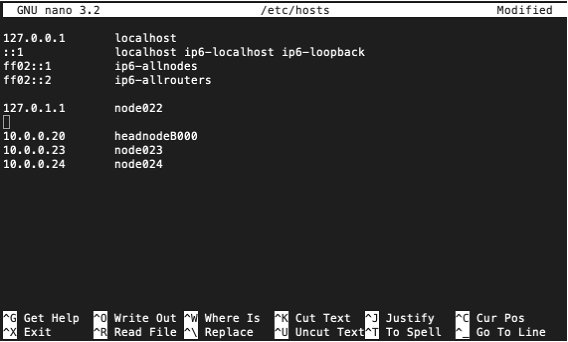 GNU nano 3.2 /etc/hosts Modified
127.0.0.1 localhost
::1 localhost ip6-localhost ip6-loopback
ff02::1 ip6-allnodes
ff02::2 ip6-allrouters
127.0.1.1 node022
10.0.0.20 headnodeB000
10.0.0.23 node023
10.0.0.24 node024
^G Get Help ^O Write Out ^W Where Is ^K Cut Text ^J Justify ^C Cur Pos
^X Exit ^R Read File ^\ Replace ^U Uncut Text ^T To Spell ^_ Go To Line